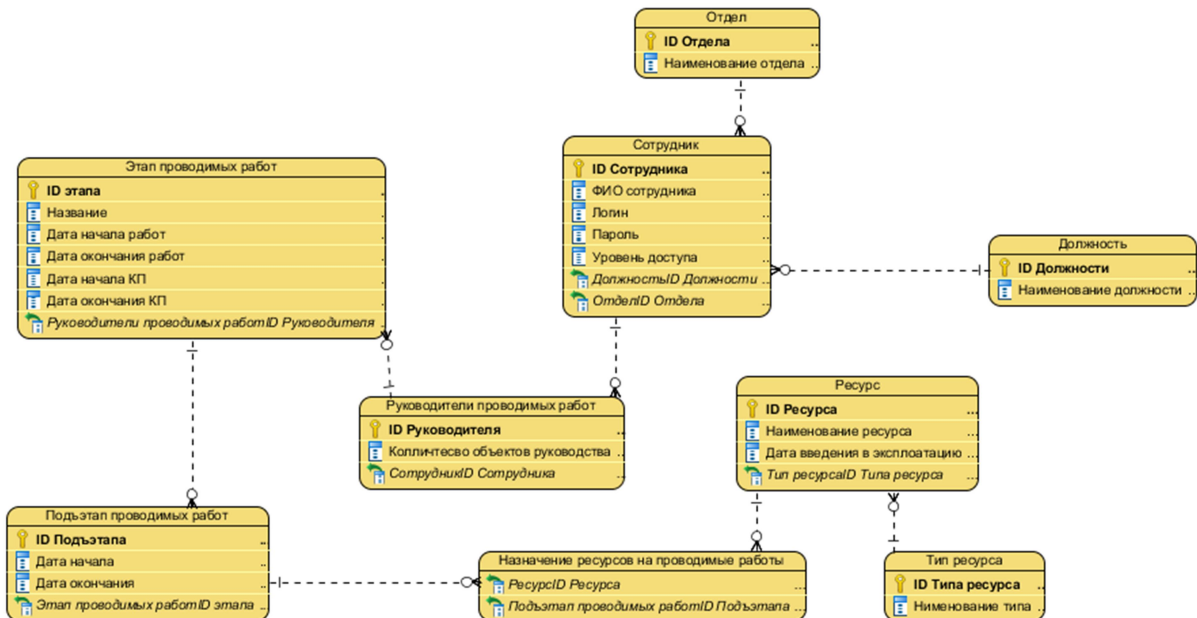 Отдел
ID Отдела ..
Наименование отдела ..
Сотрудник
ID Сотрудника ..
ФИО сотрудника ..
Логин ..
Пароль ..
Уровень доступа ..
ДолжностьID Должности ..
ОтделID Отдела ..
Этап проводимых работ
ID этапа .
Название .
Дата начала работ .
Дата окончания работ .
Дата начала КП .
Дата окончания КП .
Руководители проводимых работID Руководителя .
Должность
ID Должности ..
Наименование должности ..
Руководители проводимых работ
ID Руководителя ..
Колличтесво объектов руководства ..
СотрудникID Сотрудника ..
Ресурс
ID Ресурса ...
Наименование ресурса ...
Дата введения в эксплоатацию ...
Тип ресурсаID Типа ресурса ...
Подъэтап проводимых работ
ID Подъэтапа ..
Дата начала ..
Дата окончания ..
Этап проводимых работID этапа ..
Назначение ресурсов на проводимые работы
РесурсID Ресурса ...
Подъэтап проводимых работID Подъэтапа ...
Тип ресурса
ID Типа ресурса ..
Нименование типа ..